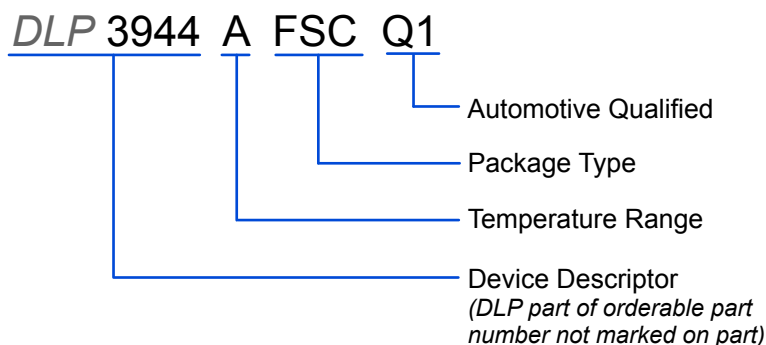 DLP 3944 A FSC Q1
Automotive Qualified
Package Type
Temperature Range
Device Descriptor
(DLP part of orderable part
number not marked on part)